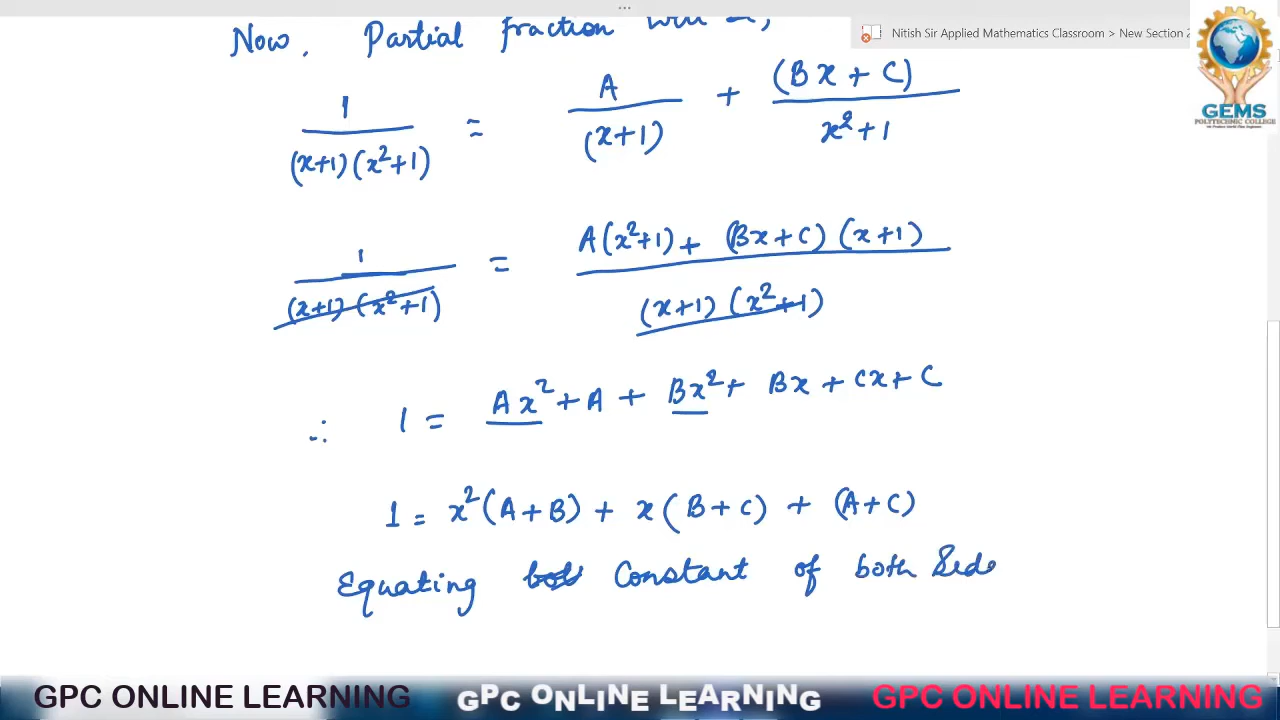 Now, Partial fraction will
Nitish Sir Applied Mathematics Classroom > New Section 2
GEMS
POLYTECHNIC COLLEGE
1/((x+1)(x²+1)) = A/(x+1) + (Bx + C)/(x²+1)
1/((x+1)(x²+1)) = (A(x²+1) + (Bx+C)(x+1))/((x+1)(x²+1))
∴ 1 = Ax² + A + Bx² + Bx + Cx + C
1 = x²(A+B) + x(B+C) + (A+C)
Equating Constant of both Side
GPC ONLINE LEARNING GPC ONLINE LEARNING GPC ONLINE LEARNING